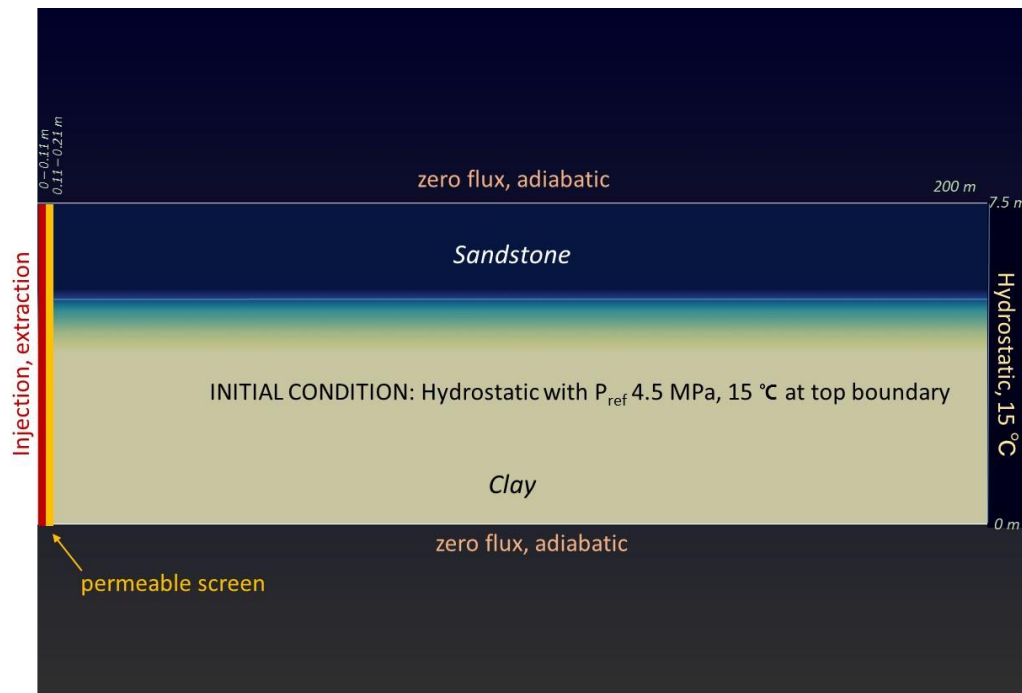 0 – 0.11 m
0.11 – 0.21 m
zero flux, adiabatic
200 m
7.5 m
Sandstone
Injection, extraction
Hydrostatic, 15 ℃
INITIAL CONDITION: Hydrostatic with Pref 4.5 MPa, 15 ℃ at top boundary
Clay
0 m
zero flux, adiabatic
permeable screen